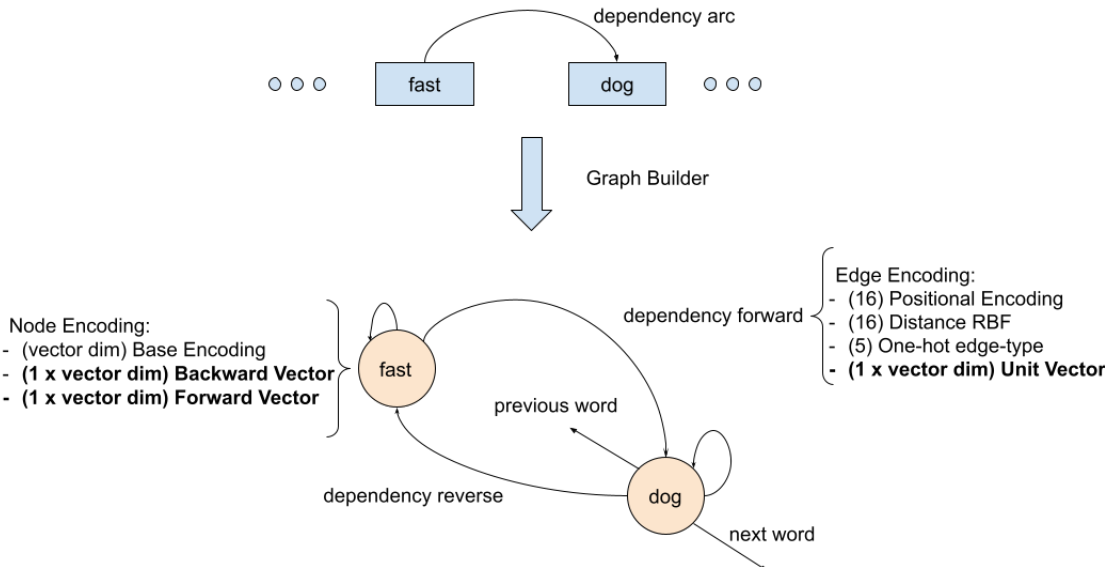 dependency arc
fast
dog
Graph Builder
Edge Encoding:
- (16) Positional Encoding
- (16) Distance RBF
- (5) One-hot edge-type
- (1 x vector dim) Unit Vector
dependency forward
Node Encoding:
- (vector dim) Base Encoding
- (1 x vector dim) Backward Vector
- (1 x vector dim) Forward Vector
fast
previous word
dependency reverse
dog
next word